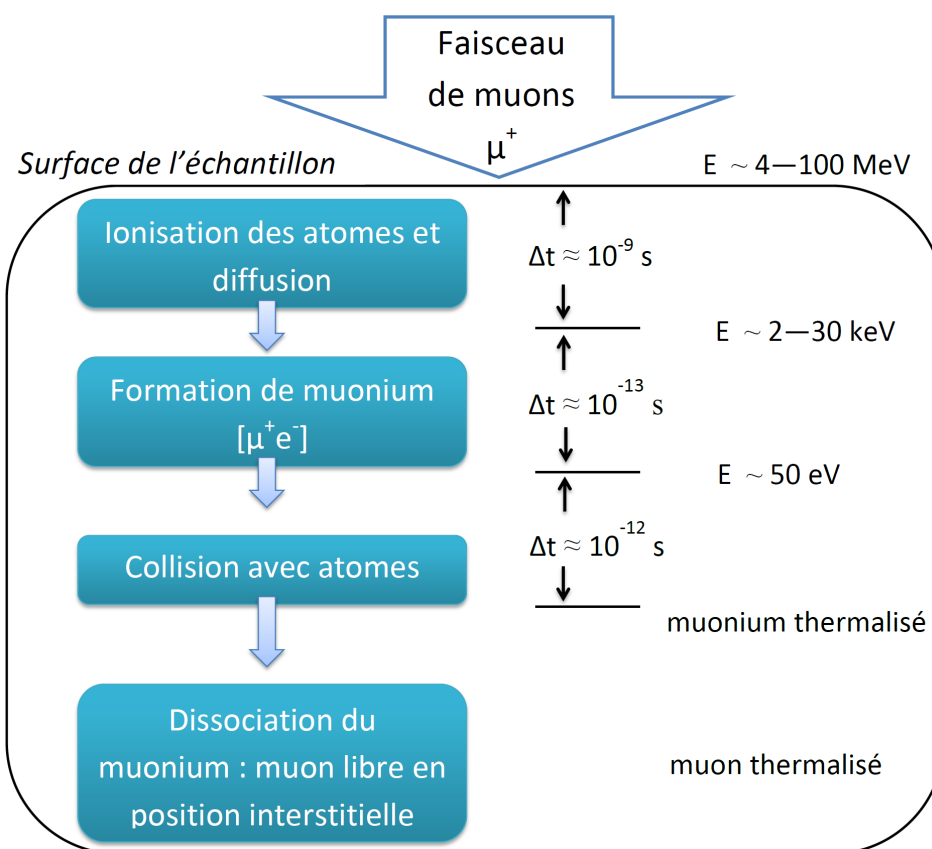 Faisceau
de muons
μ⁺
Surface de l’échantillon
E ~ 4—100 MeV
Ionisation des atomes et
diffusion
Δt ≈ 10⁻⁹ s
E ~ 2—30 keV
Formation de muonium
[μ⁺e⁻]
Δt ≈ 10⁻¹³ s
E ~ 50 eV
Collision avec atomes
Δt ≈ 10⁻¹² s
muonium thermalisé
Dissociation du
muonium : muon libre en
position interstitielle
muon thermalisé